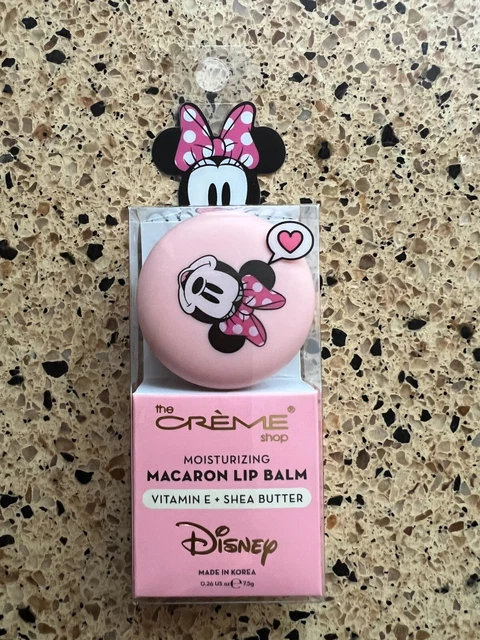 the
CRÈME®
shop
MOISTURIZING
MACARON LIP BALM
VITAMIN E + SHEA BUTTER
Disney
MADE IN KOREA
0.26 US oz ℮ 7.5g